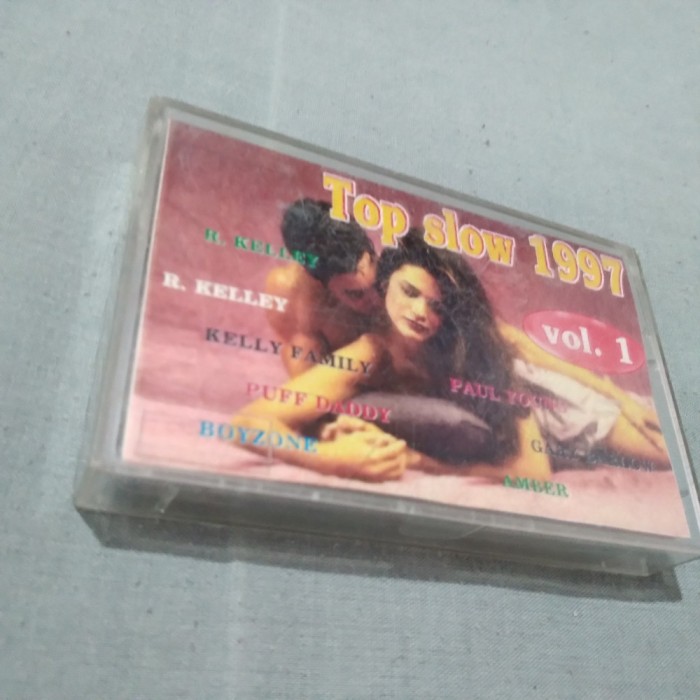 Top slow 1997
vol. 1
R. KELLEY
R. KELLEY
KELLY FAMILY
PUFF DADDY
BOYZONE
PAUL YOUNG
AMBER